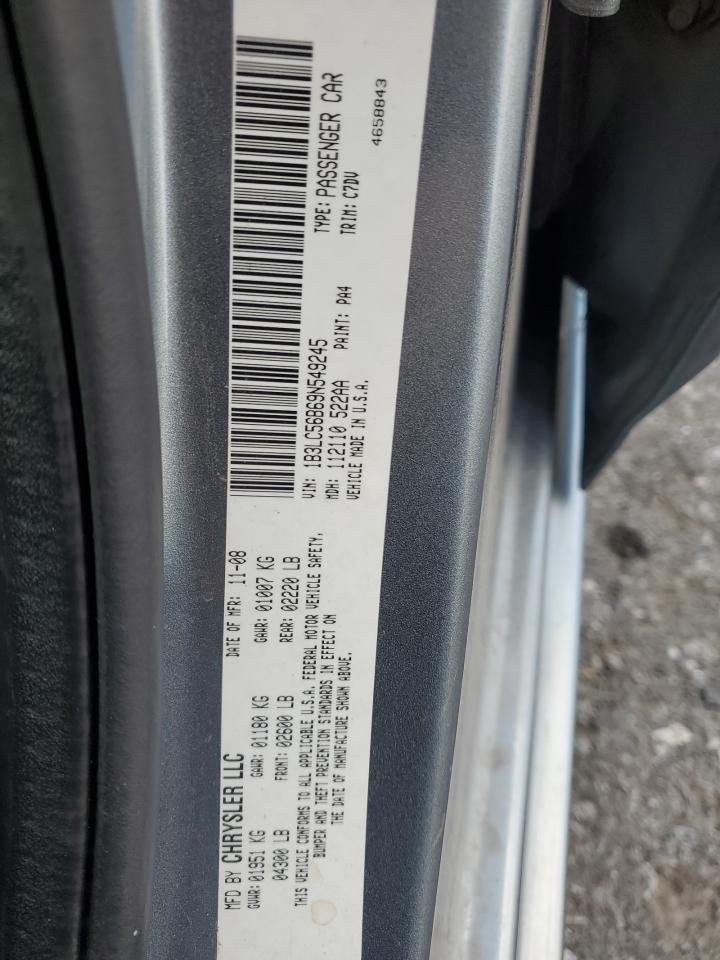 MFD BY CHRYSLER LLC
DATE OF MFR: 11-08
GVWR: 01951 KG
GAWR: 01180 KG
GAWR: 01007 KG
04300 LB
FRONT: 02600 LB
REAR: 02220 LB
THIS VEHICLE CONFORMS TO ALL APPLICABLE U.S.A. FEDERAL MOTOR VEHICLE SAFETY,
BUMPER AND THEFT PREVENTION STANDARDS IN EFFECT ON
THE DATE OF MANUFACTURE SHOWN ABOVE.
VIN: 1B3LC56B69N549245
TYPE: PASSENGER CAR
MDH: 112110 522AA
PAINT: PA4
TRIM: C7DV
VEHICLE MADE IN U.S.A.
4658843